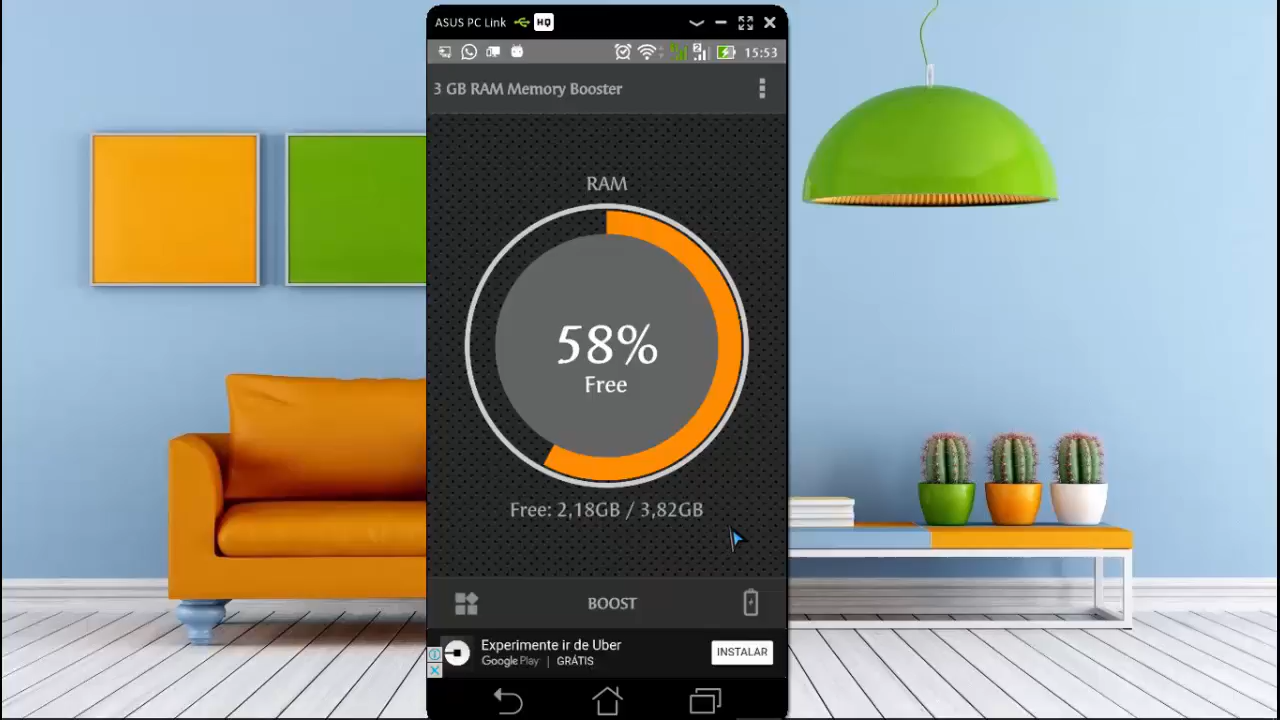 ASUS PC Link HQ
2 15:53
3 GB RAM Memory Booster
RAM
58%
Free
Free: 2,18GB / 3,82GB
BOOST
Experimente ir de Uber
Google Play | GRÁTIS
INSTALAR